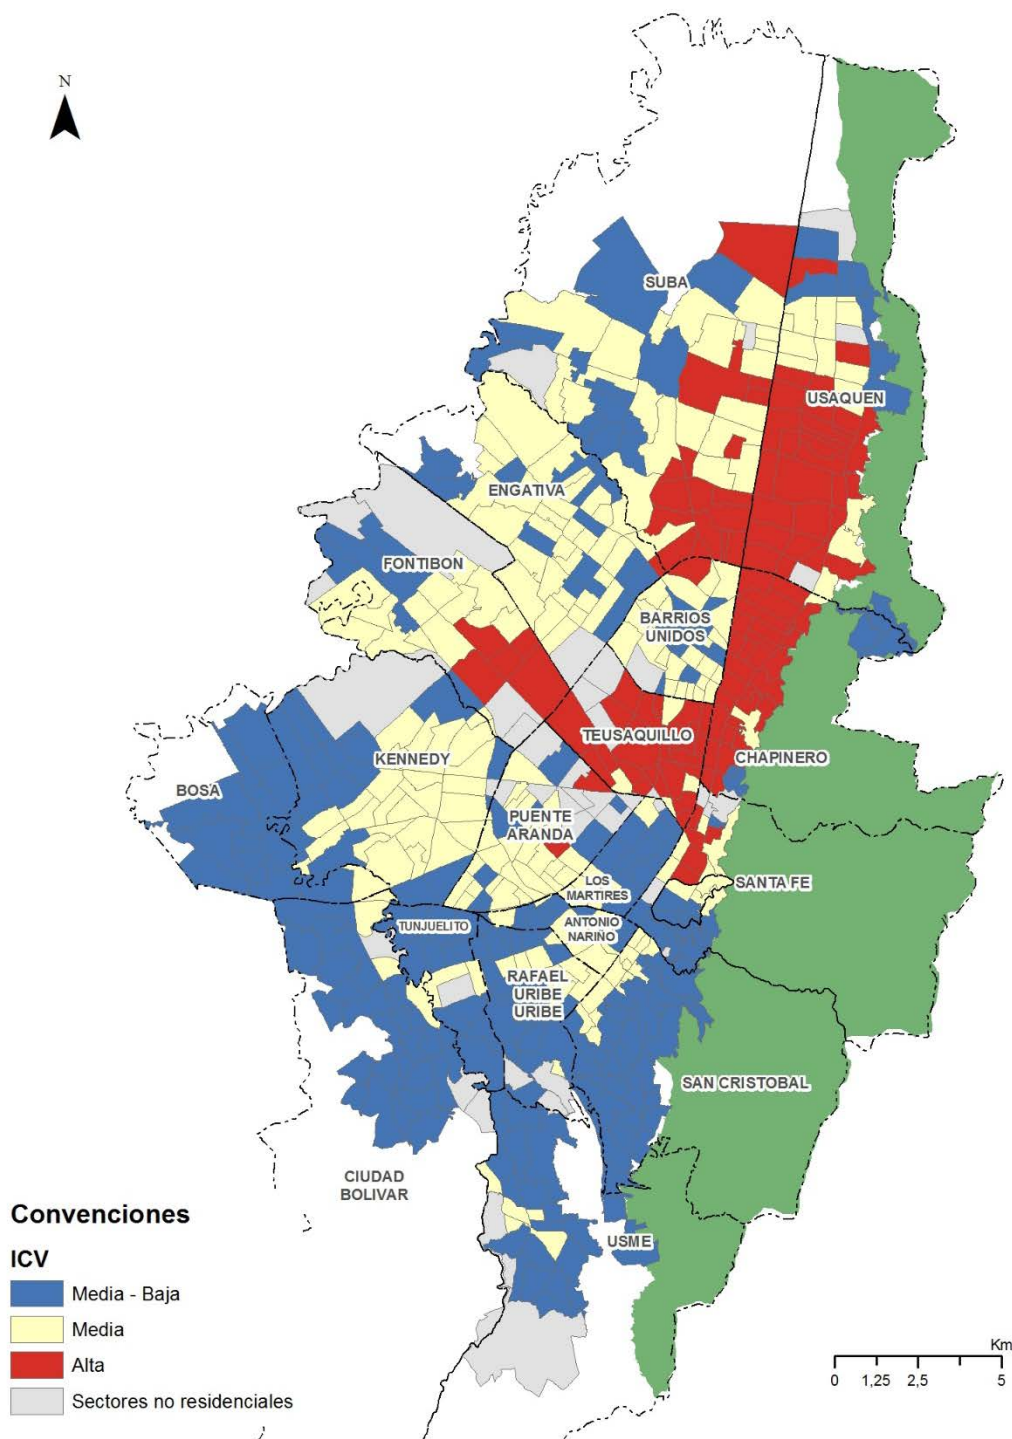 N
SUBA
USAQUEN
ENGATIVA
FONTIBON
BARRIOS
UNIDOS
TEUSAQUILLO
CHAPINERO
KENNEDY
BOSA
PUENTE
ARANDA
LOS
MARTIRES
SANTA FE
ANTONIO
NARIÑO
TUNJUELITO
RAFAEL
URIBE
URIBE
SAN CRISTOBAL
CIUDAD
BOLIVAR
USME
Convenciones
ICV
Media - Baja
Media
Alta
Sectores no residenciales
Km
0 1,25 2,5 5